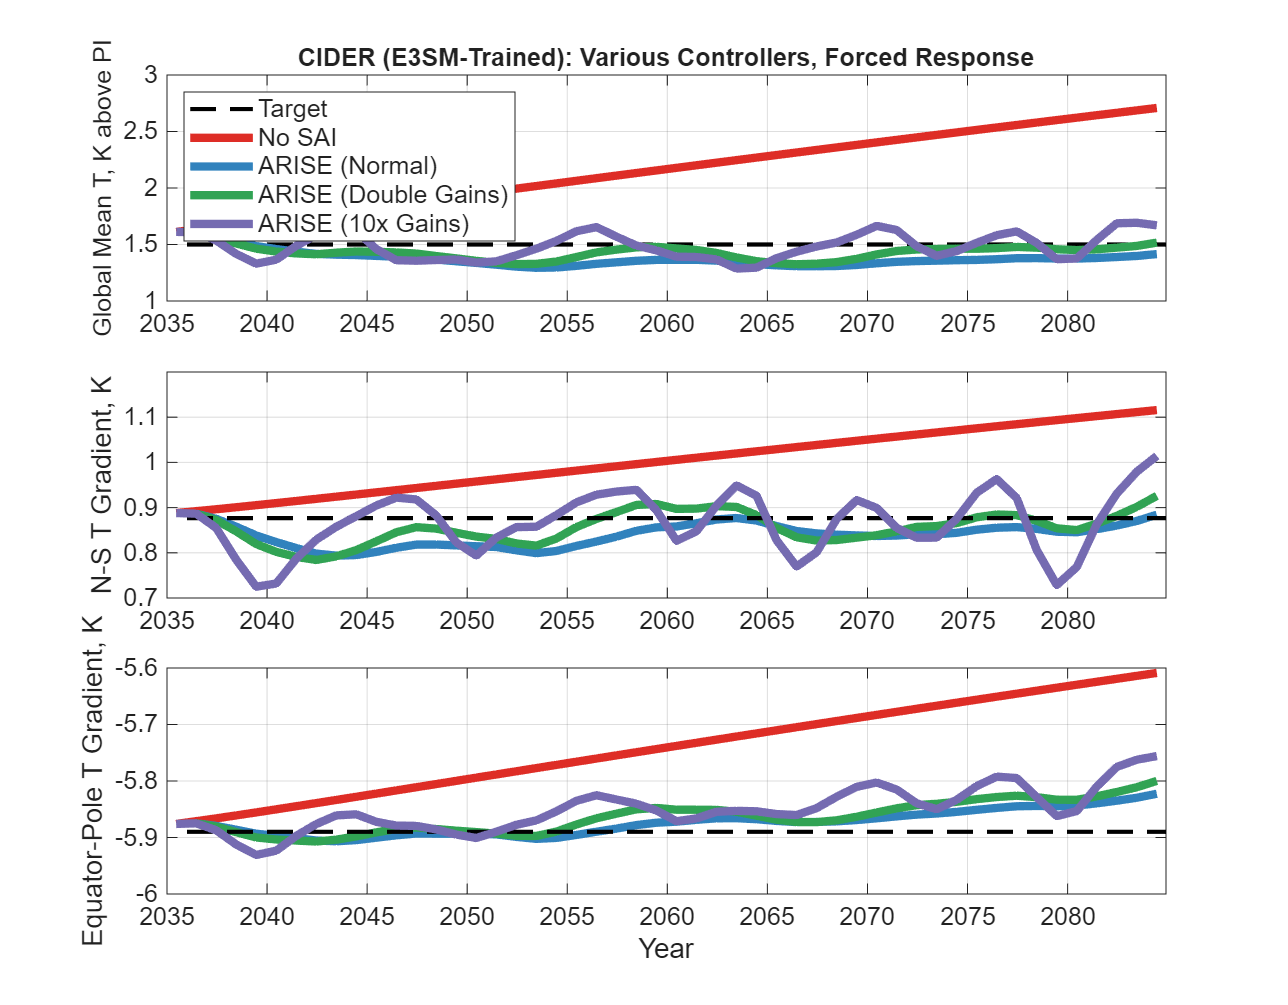 CIDER (E3SM-Trained): Various Controllers, Forced Response
Global Mean T, K above PI
3
2.5
2
1.5
1
Target
No SAI
ARISE (Normal)
ARISE (Double Gains)
ARISE (10x Gains)
2035 2040 2045 2050 2055 2060 2065 2070 2075 2080
N-S T Gradient, K
1.1
1
0.9
0.8
0.7
2035 2040 2045 2050 2055 2060 2065 2070 2075 2080
Equator-Pole T Gradient, K
-5.6
-5.7
-5.8
-5.9
-6
2035 2040 2045 2050 2055 2060 2065 2070 2075 2080
Year